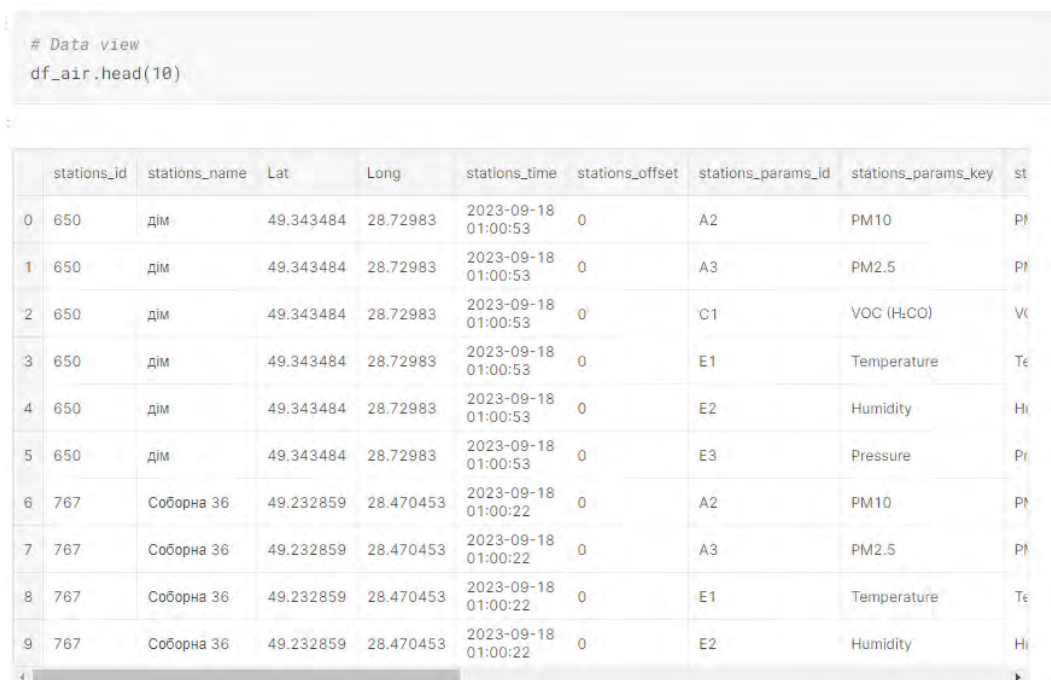 # Data view
df_air.head(10)
stations_id stations_name Lat Long stations_time stations_offset stations_params_id stations_params_key st
0 650 дім 49.343484 28.72983 2023-09-18 01:00:53 0 A2 PM10
1 650 дім 49.343484 28.72983 2023-09-18 01:00:53 0 A3 PM2.5
2 650 дім 49.343484 28.72983 2023-09-18 01:00:53 0 C1 VOC (H₂CO)
3 650 дім 49.343484 28.72983 2023-09-18 01:00:53 0 E1 Temperature Te
4 650 дім 49.343484 28.72983 2023-09-18 01:00:53 0 E2 Humidity
5 650 дім 49.343484 28.72983 2023-09-18 01:00:53 0 E3 Pressure
6 767 Соборна 36 49.232859 28.470453 2023-09-18 01:00:22 0 A2 PM10
7 767 Соборна 36 49.232859 28.470453 2023-09-18 01:00:22 0 A3 PM2.5
8 767 Соборна 36 49.232859 28.470453 2023-09-18 01:00:22 0 E1 Temperature Te
9 767 Соборна 36 49.232859 28.470453 2023-09-18 01:00:22 0 E2 Humidity